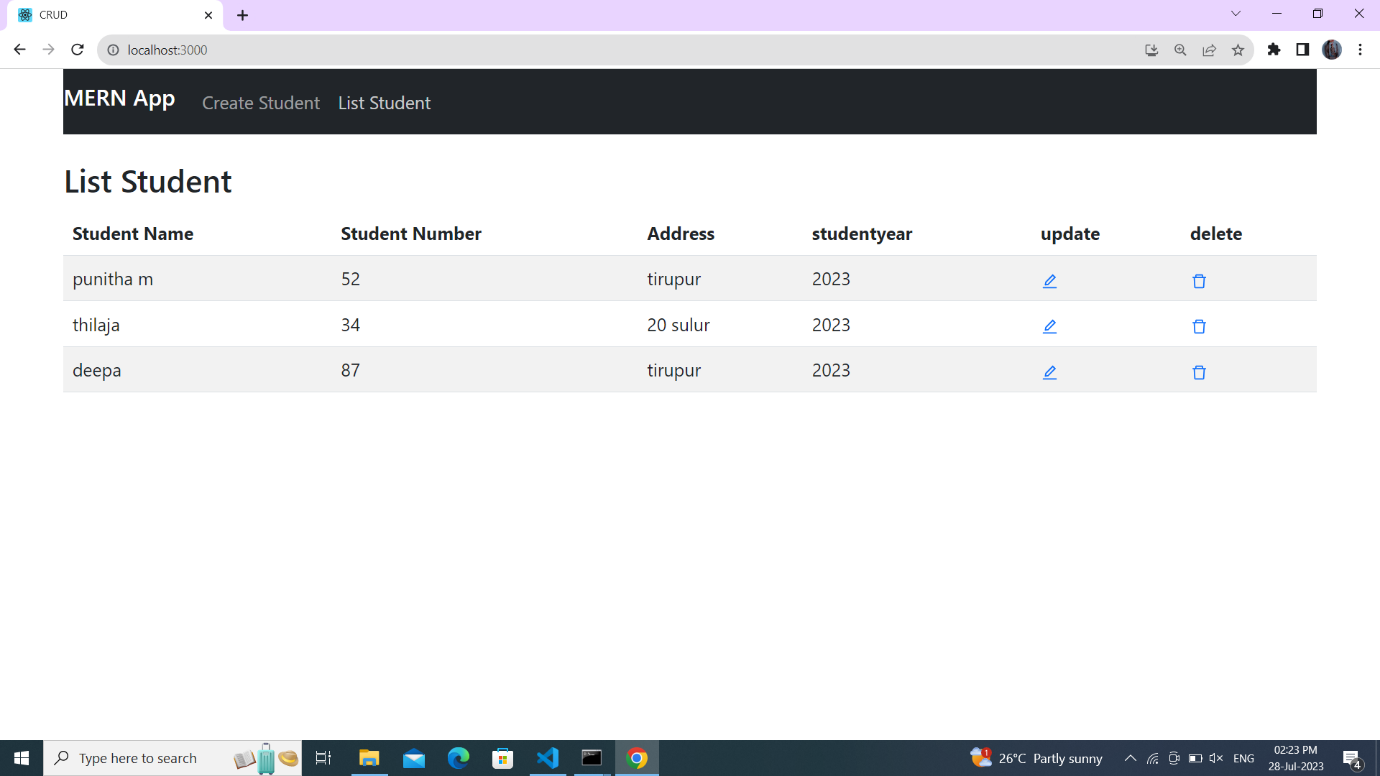 CRUD
localhost:3000
MERN App Create Student List Student
List Student
Student Name Student Number Address studentyear update delete
punitha m 52 tirupur 2023
thilaja 34 20 sulur 2023
deepa 87 tirupur 2023
Type here to search 1 26°C Partly sunny ENG 02:23 PM
28-Jul-2023 4